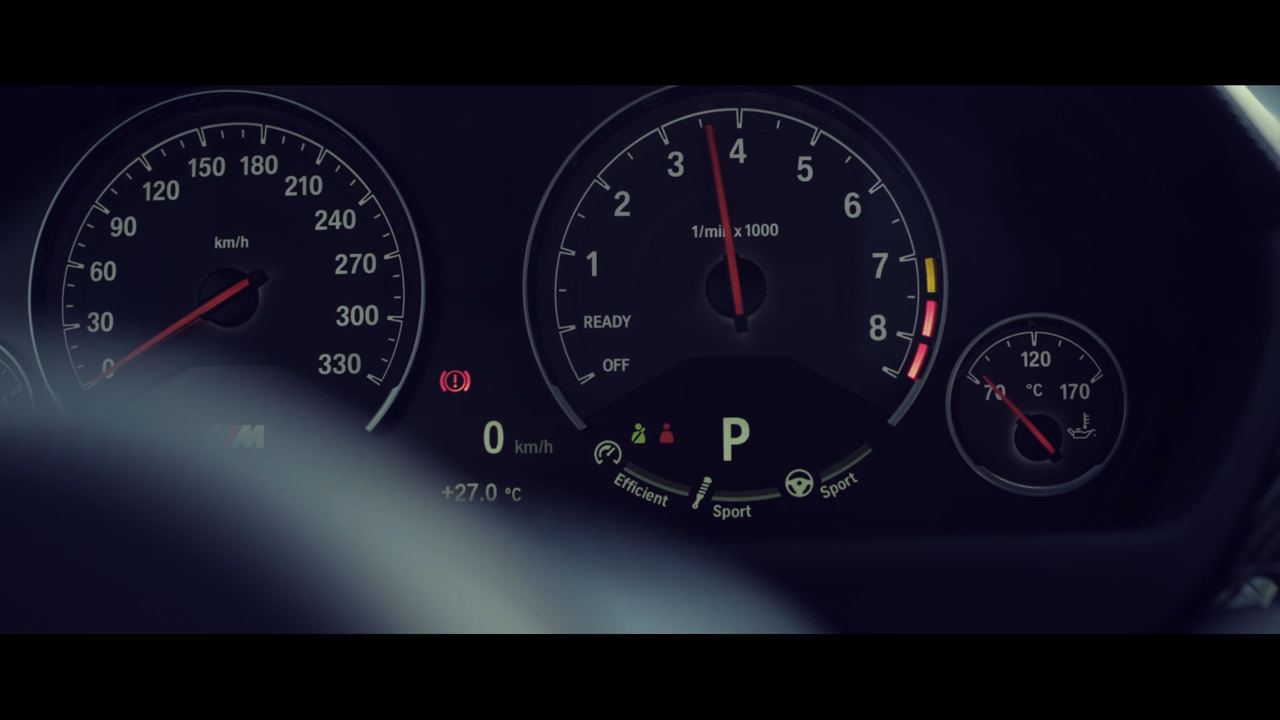 150 180
120 210
90 240
km/h
60 270
30 300
0 330
M
0 km/h
+27.0 °C
3 4 5
2 6
1/min x 1000
1 7
READY 8
OFF
P
Efficient
Sport
Sport
120
70 °C 170